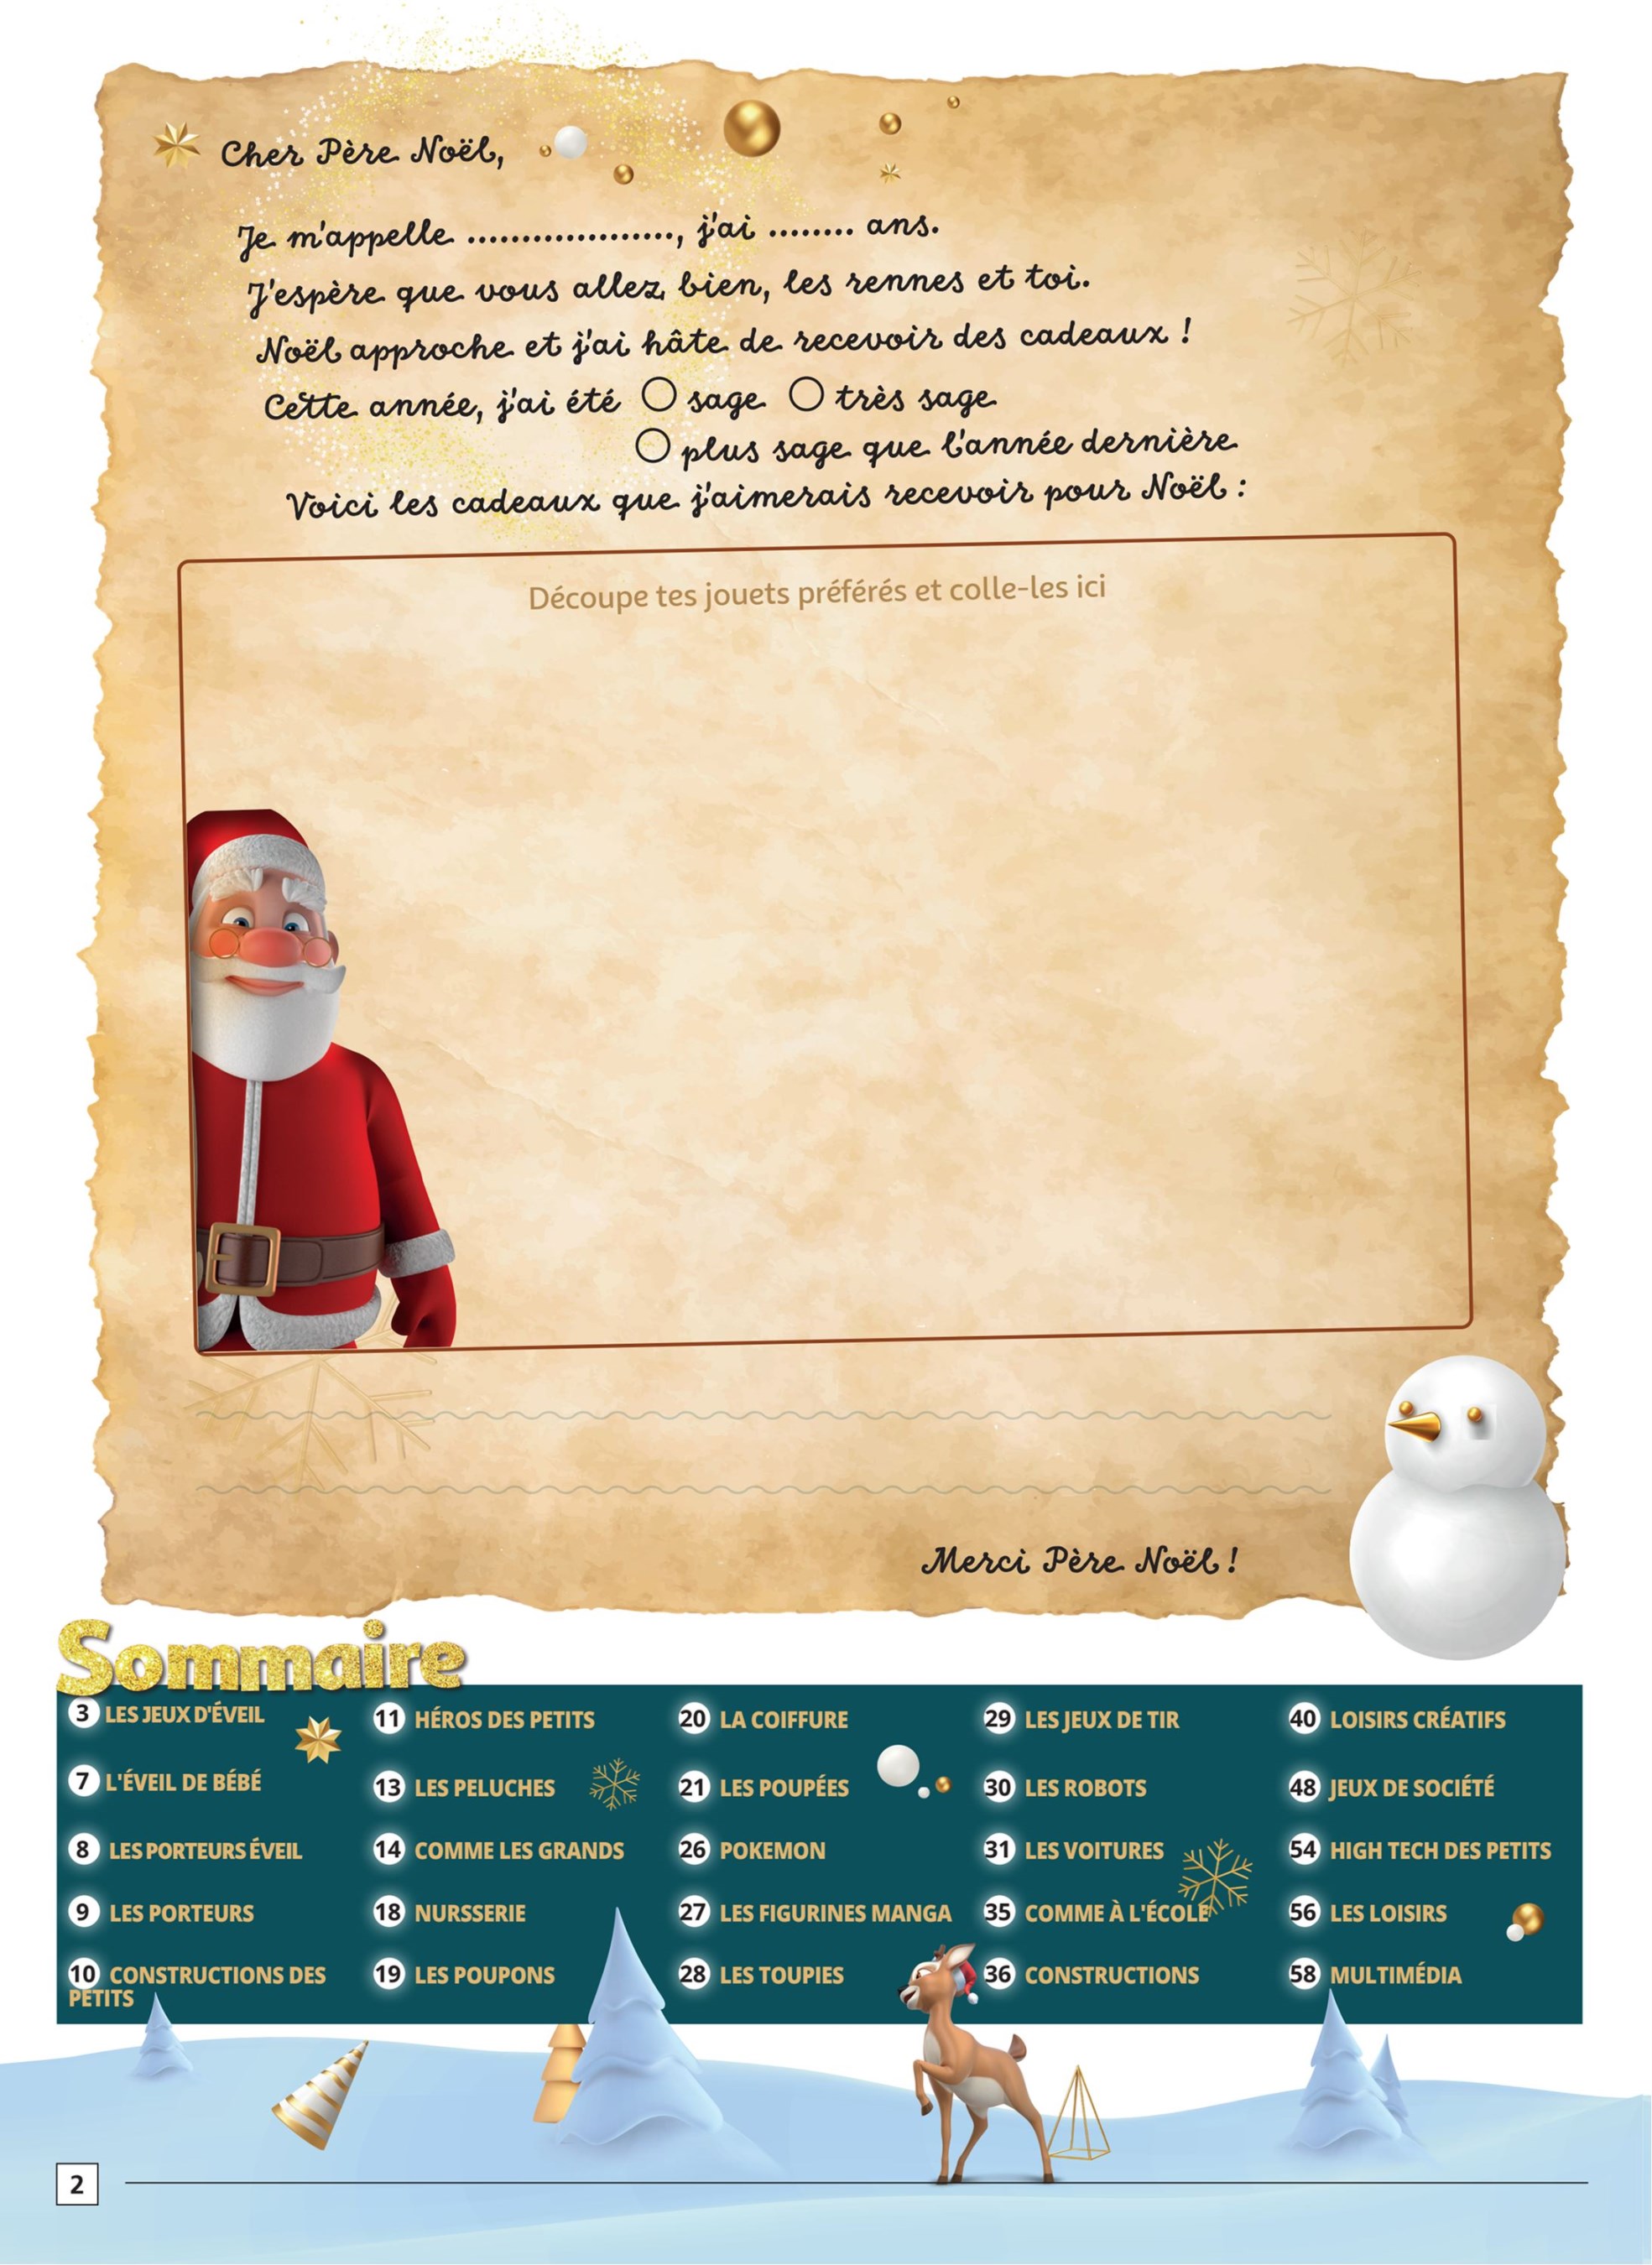 Cher Père Noël,
Je m'appelle ..................., j'ai ........ ans.
J'espère que vous allez bien, les rennes et toi.
Noël approche et j'ai hâte de recevoir des cadeaux !
Cette année, j'ai été ○ sage ○ très sage
○ plus sage que l'année dernière
Voici les cadeaux que j'aimerais recevoir pour Noël :
Découpe tes jouets préférés et colle-les ici
Merci Père Noël !
Sommaire
3 LES JEUX D'ÉVEIL
7 L'ÉVEIL DE BÉBÉ
8 LES PORTEURS ÉVEIL
9 LES PORTEURS
10 CONSTRUCTIONS DES
PETITS
11 HÉROS DES PETITS
13 LES PELUCHES
14 COMME LES GRANDS
18 NURSSERIE
19 LES POUPONS
20 LA COIFFURE
21 LES POUPÉES
26 POKEMON
27 LES FIGURINES MANGA
28 LES TOUPIES
29 LES JEUX DE TIR
30 LES ROBOTS
31 LES VOITURES
35 COMME À L'ÉCOLE
36 CONSTRUCTIONS
40 LOISIRS CRÉATIFS
48 JEUX DE SOCIÉTÉ
54 HIGH TECH DES PETITS
56 LES LOISIRS
58 MULTIMÉDIA
2